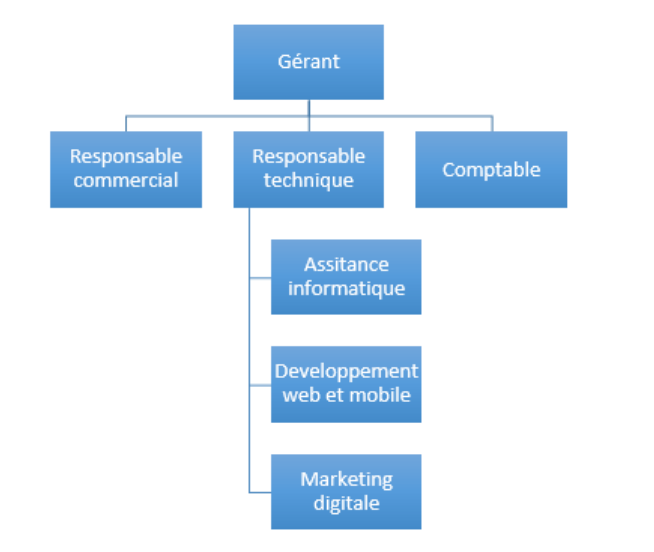 Gérant
Responsable
commercial
Responsable
technique
Comptable
Assitance
informatique
Developpement
web et mobile
Marketing
digitale